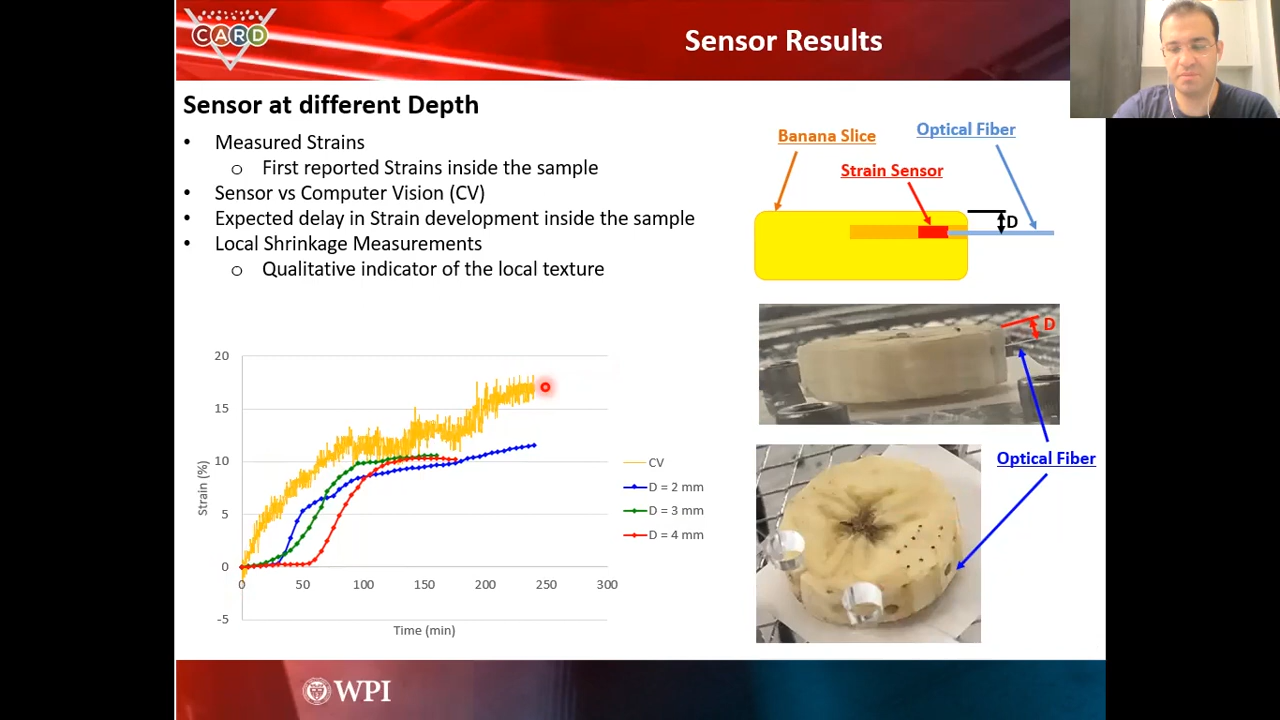 CARD
Sensor Results
Sensor at different Depth
• Measured Strains
o First reported Strains inside the sample
• Sensor vs Computer Vision (CV)
• Expected delay in Strain development inside the sample
• Local Shrinkage Measurements
o Qualitative indicator of the local texture
Banana Slice
Optical Fiber
Strain Sensor
D
D
Optical Fiber
20
15
10
5
0
-5
0
50
100
150
200
250
300
Strain (%)
Time (min)
CV
D = 2 mm
D = 3 mm
D = 4 mm
WPI